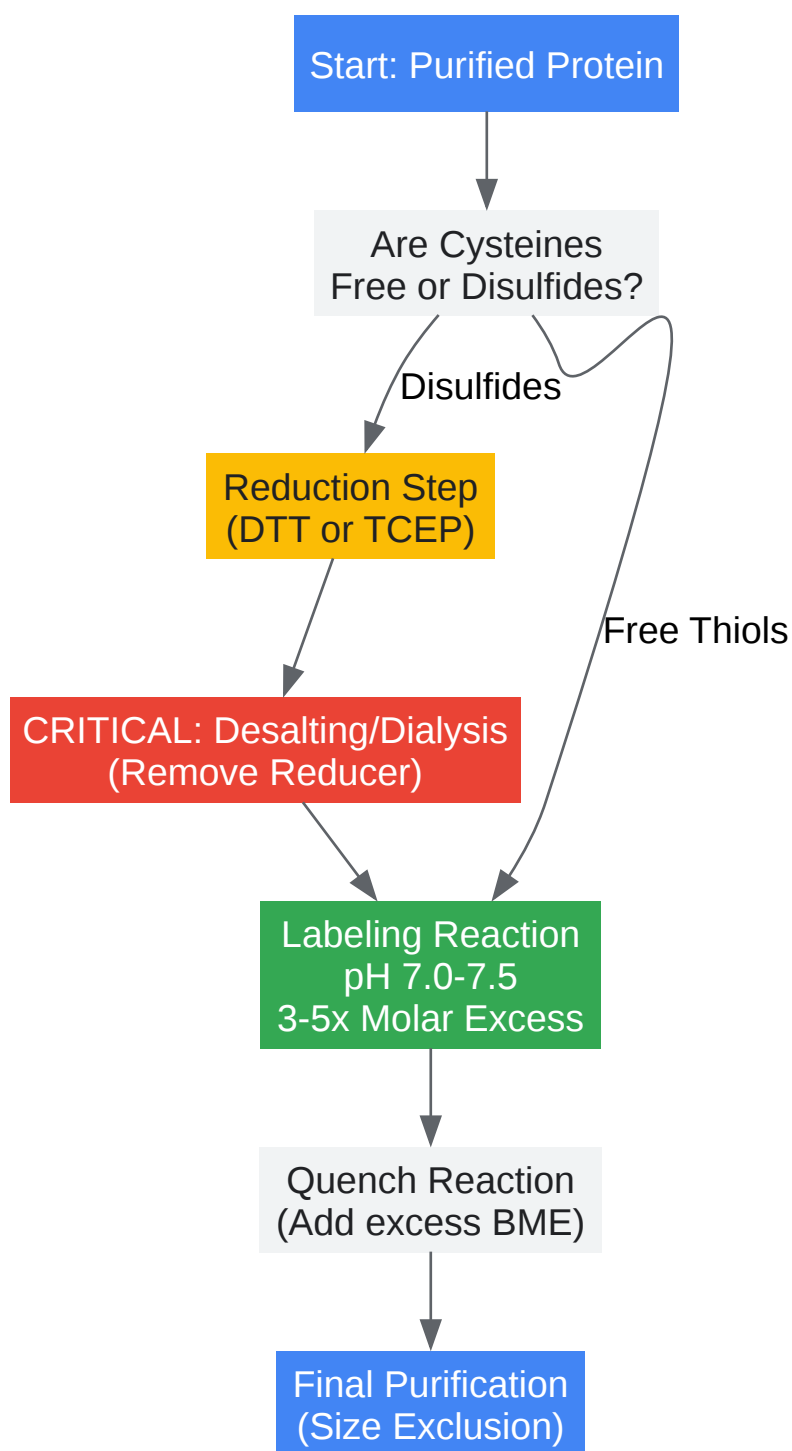 Start: Purified Protein
Are Cysteines
Free or Disulfides?
Disulfides
Reduction Step
(DTT or TCEP)
Free Thiols
CRITICAL: Desalting/Dialysis
(Remove Reducer)
Labeling Reaction
pH 7.0-7.5
3-5x Molar Excess
Quench Reaction
(Add excess BME)
Final Purification
(Size Exclusion)